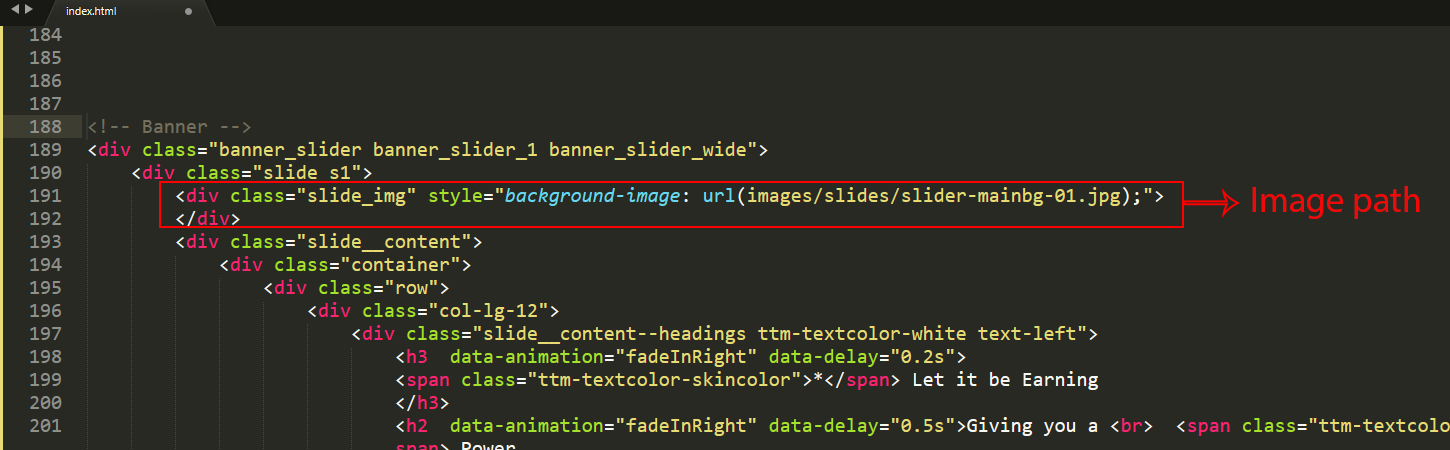 index.html
184
185
186
187
188 <!-- Banner -->
189 <div class="banner_slider banner_slider_1 banner_slider_wide">
190 <div class="slide s1">
191 <div class="slide_img" style="background-image: url(images/slides/slider-mainbg-01.jpg);"> Image path
192 </div>
193 <div class="slide__content">
194 <div class="container">
195 <div class="row">
196 <div class="col-lg-12">
197 <div class="slide__content--headings ttm-textcolor-white text-left">
198 <h3  data-animation="fadeInRight" data-delay="0.2s">
199 <span class="ttm-textcolor-skincolor">*</span> Let it be Earning
200 </h3>
201 <h2  data-animation="fadeInRight" data-delay="0.5s">Giving you a <br>  <span class="ttm-textcolo
span> Power